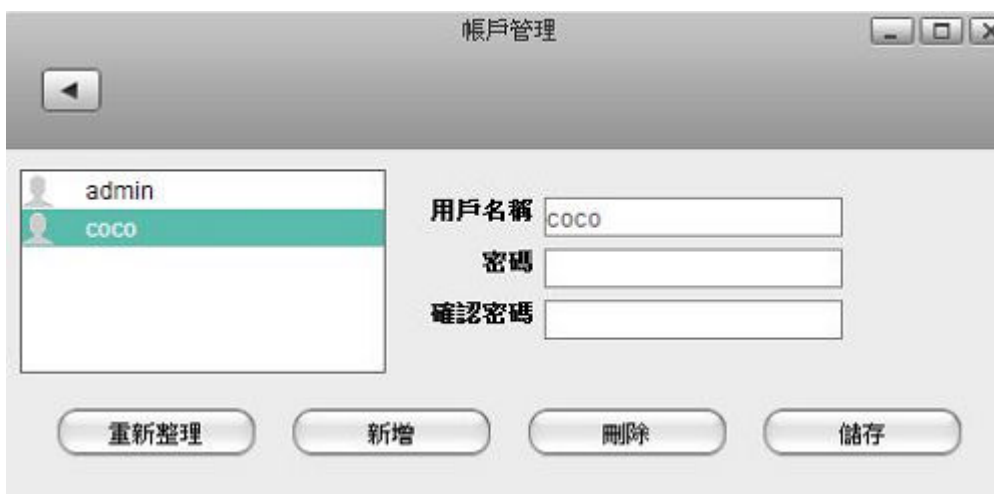 帳戶管理
admin
coco
用戶名稱 coco
密碼
確認密碼
重新整理 新增 刪除 儲存